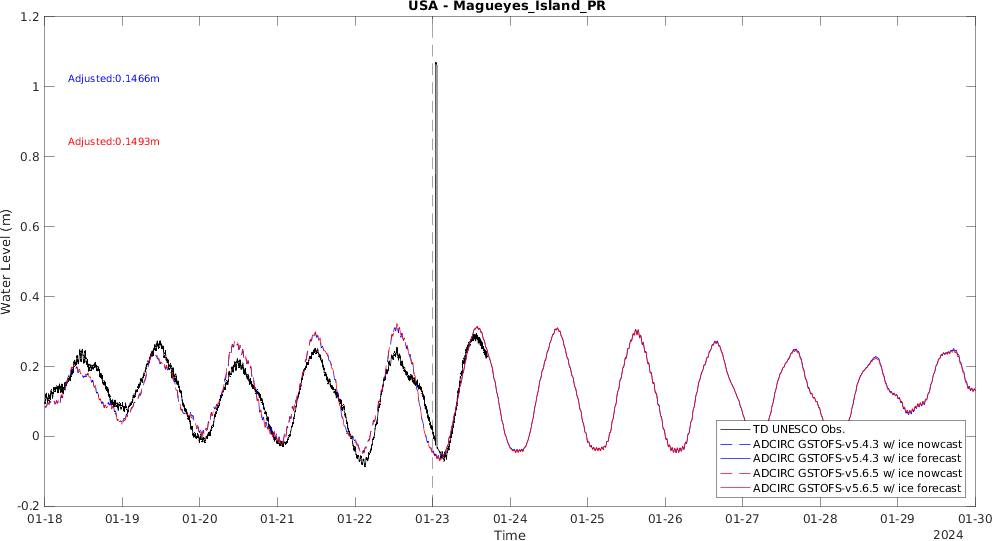 USA - Magueyes_Island_PR
1.2
1
0.8
0.6
0.4
0.2
0
-0.2
Water Level (m)
Adjusted:0.1466m
Adjusted:0.1493m
TD UNESCO Obs.
ADCIRC GSTOFS-v5.4.3 w/ ice nowcast
ADCIRC GSTOFS-v5.4.3 w/ ice forecast
ADCIRC GSTOFS-v5.6.5 w/ ice nowcast
ADCIRC GSTOFS-v5.6.5 w/ ice forecast
01-18 01-19 01-20 01-21 01-22 01-23 01-24 01-25 01-26 01-27 01-28 01-29 01-30
Time
2024